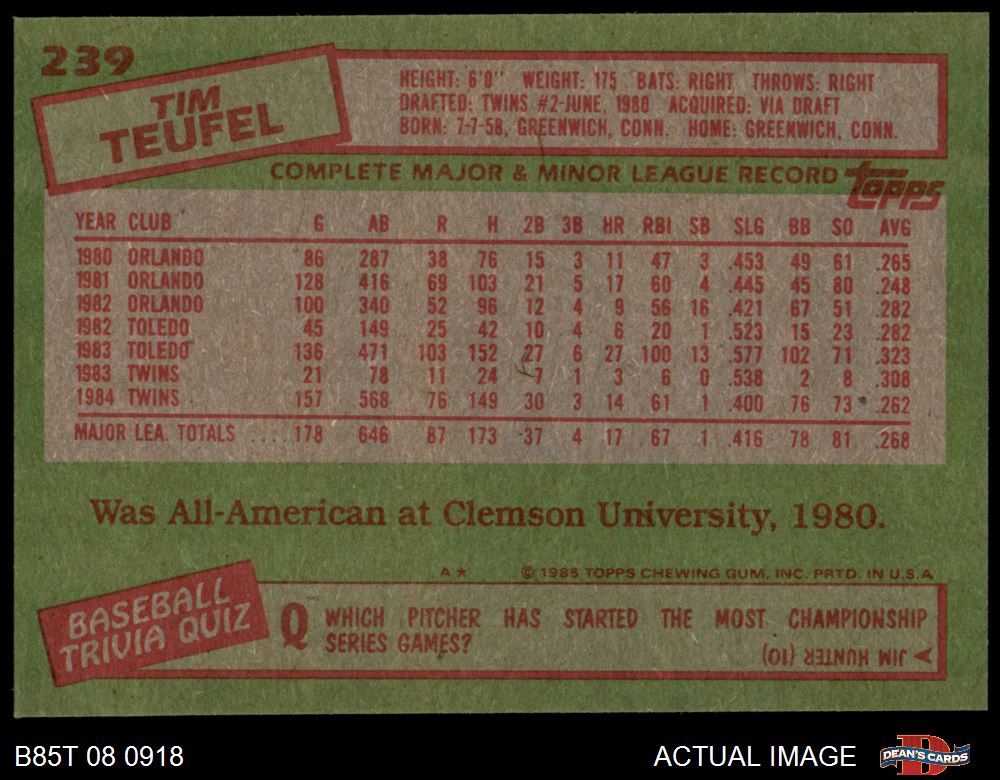 239
TIM
TEUFEL
HEIGHT: 6'0" WEIGHT: 175 BATS: RIGHT THROWS: RIGHT
DRAFTED: TWINS #2-JUNE, 1980 ACQUIRED: VIA DRAFT
BORN: 7-7-58, GREENWICH, CONN. HOME: GREENWICH, CONN.
COMPLETE MAJOR & MINOR LEAGUE RECORD topps
YEAR CLUB G AB R H 2B 3B HR RBI SB SLG BB SO AVG
1980 ORLANDO 86 287 38 76 15 3 11 47 3 .453 49 61 .265
1981 ORLANDO 128 416 69 103 21 5 17 60 4 .445 45 80 .248
1982 ORLANDO 100 340 52 96 12 4 9 56 16 .421 67 51 .282
1982 TOLEDO 45 149 25 42 10 4 6 20 1 .523 15 23 .282
1983 TOLEDO 136 471 103 152 27 6 27 100 13 .577 102 71 .323
1983 TWINS 21 78 11 24 7 1 3 6 0 .538 2 8 .308
1984 TWINS 157 568 76 149 30 3 14 61 1 .400 76 73 .262
MAJOR LEA. TOTALS ....178 646 87 173 37 4 17 67 1 .416 78 81 .268
Was All-American at Clemson University, 1980.
A* © 1985 TOPPS CHEWING GUM, INC. PRTD. IN U.S.A
BASEBALL
TRIVIA QUIZ
Q WHICH PITCHER HAS STARTED THE MOST CHAMPIONSHIP
SERIES GAMES?
A JIM HUNTER (10)
B85T 08 0918 ACTUAL IMAGE DEAN'S CARDS